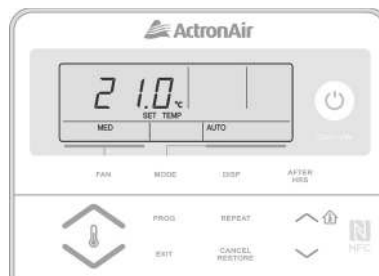 ActronAir
21.0 °C
SET TEMP
MED AUTO
FAN MODE DISP AFTER HRS
PROG REPEAT
EXIT CANCEL RESTORE
NFC